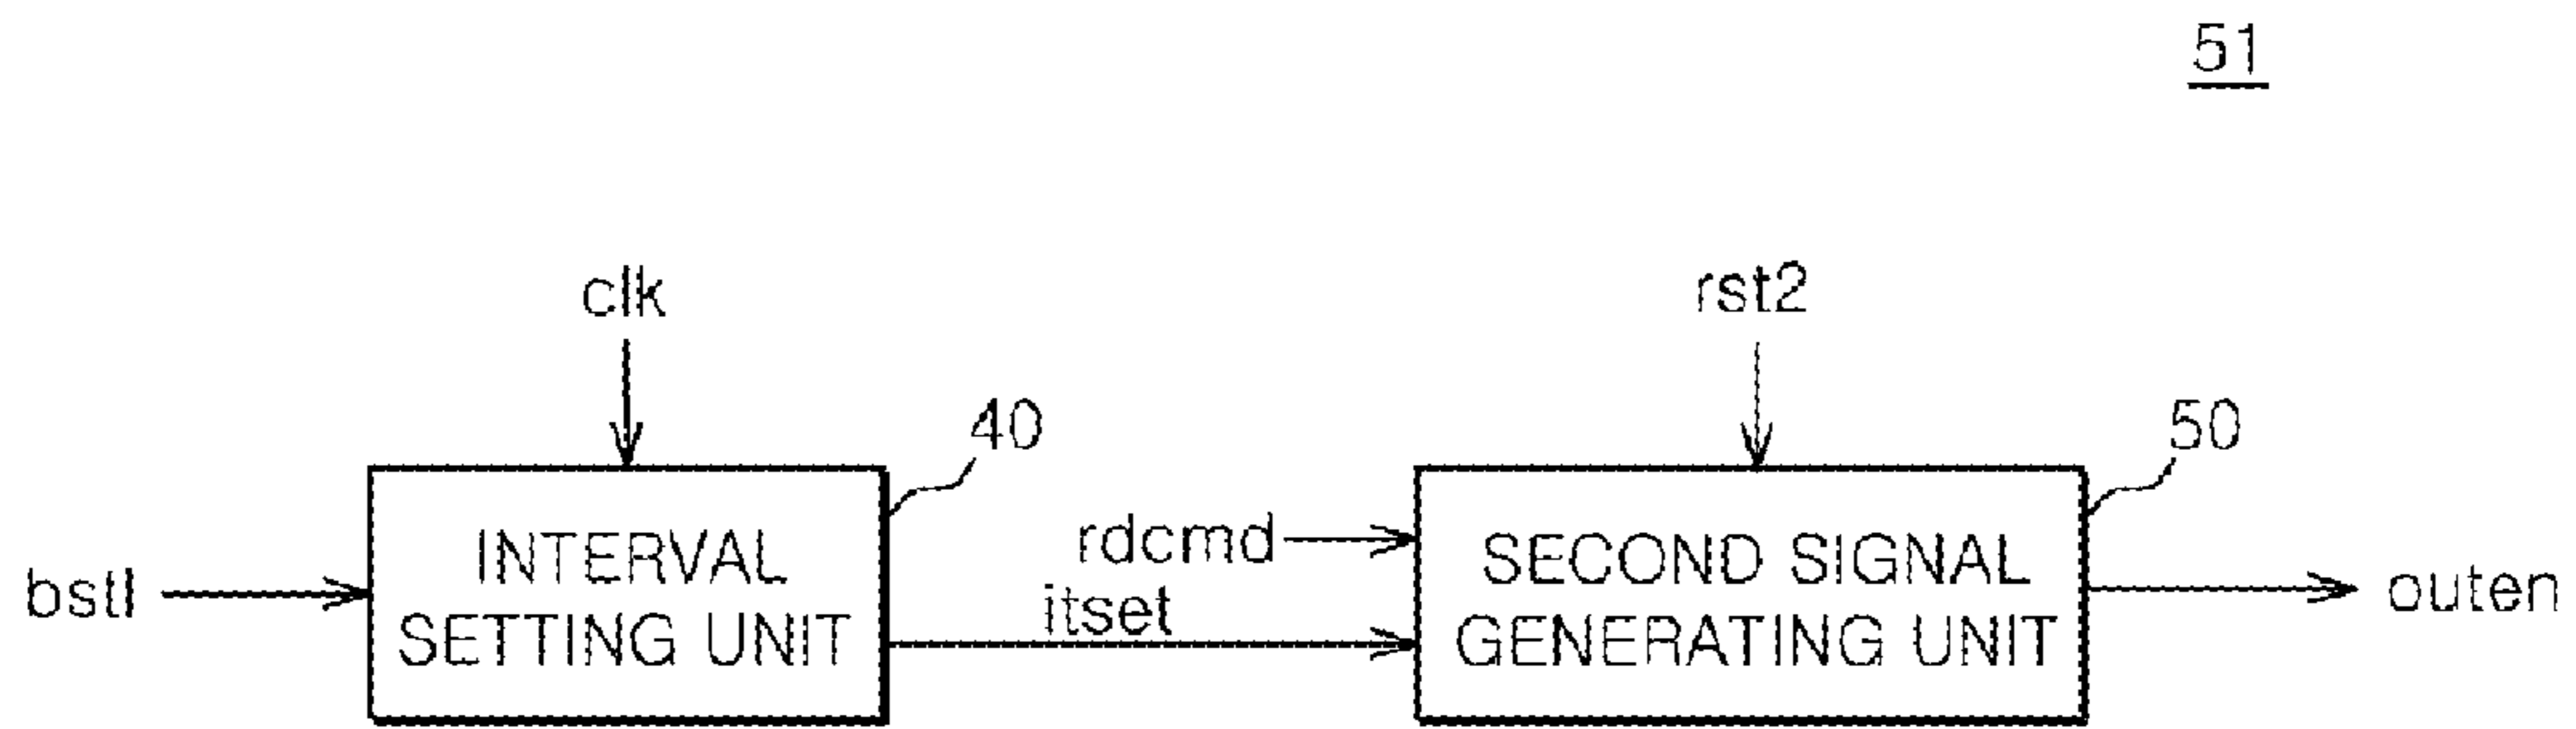 51
clk
rst2
40
50
bstl
INTERVAL
SETTING UNIT
rdcmd
itset
SECOND SIGNAL
GENERATING UNIT
outen